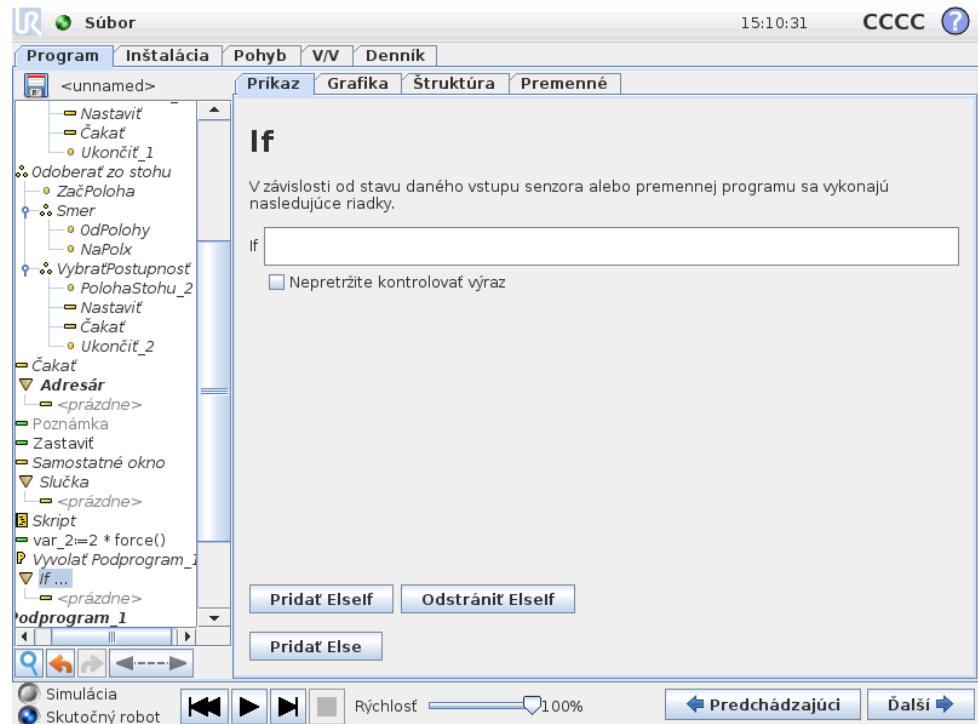 UR Súbor 15:10:31 CCCC ?
Program Inštalácia Pohyb V/V Denník
<unnamed>
Príkaz Grafika Štruktúra Premenné
Nastaviť
Čakať
Ukončiť_1
Odoberať zo stohu
ZačPoloha
Smer
OdPolohy
NaPolx
VybraťPostupnosť
PolohaStohu_2
Nastaviť
Čakať
Ukončiť_2
Čakať
Adresár
<prázdne>
Poznámka
Zastaviť
Samostatné okno
Slučka
<prázdne>
Skript
var_2:=2 * force()
Vyvolať Podprogram_1
If ...
<prázdne>
Podprogram_1
If
V závislosti od stavu daného vstupu senzora alebo premennej programu sa vykonajú
nasledujúce riadky.
If
Nepretržite kontrolovať výraz
Pridať ElseIf Odstrániť ElseIf
Pridať Else
Simulácia
Skutočný robot
Rýchlosť 100%
Predchádzajúci Ďalší